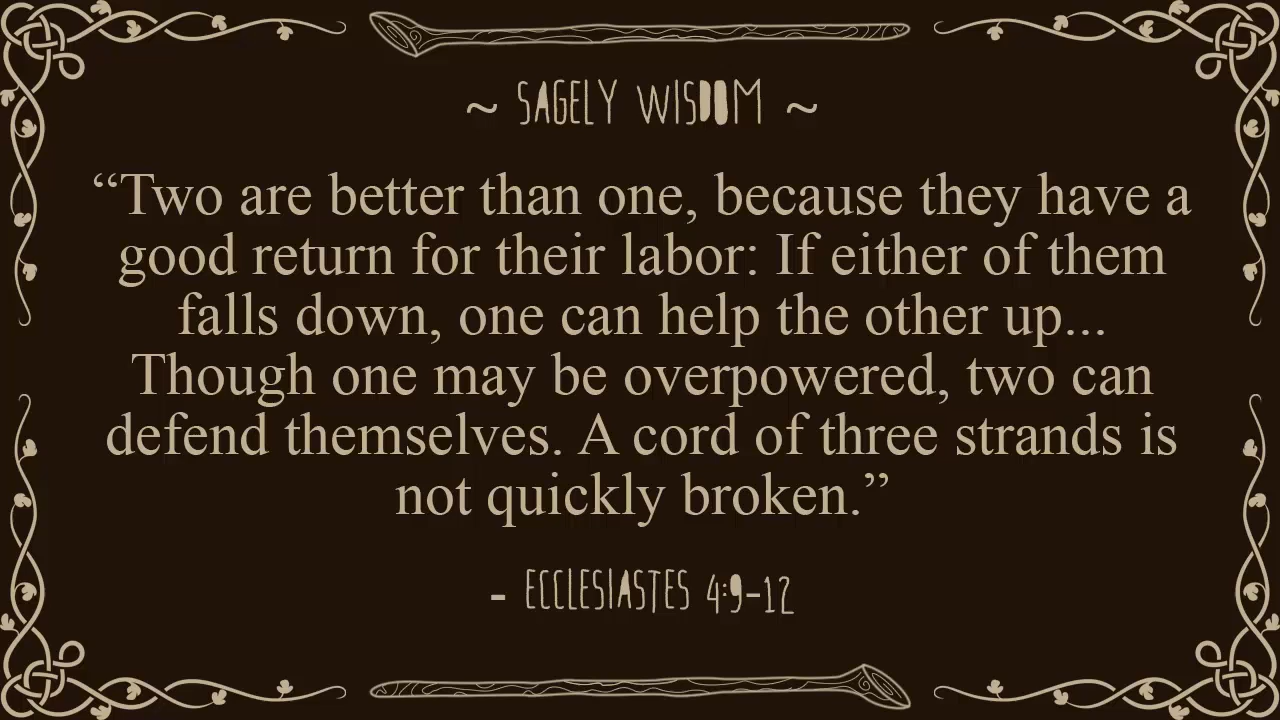 ~ SAGELY WISDOM ~
“Two are better than one, because they have a
good return for their labor: If either of them
falls down, one can help the other up...
Though one may be overpowered, two can
defend themselves. A cord of three strands is
not quickly broken.”
- ECCLESIASTES 4:9-12